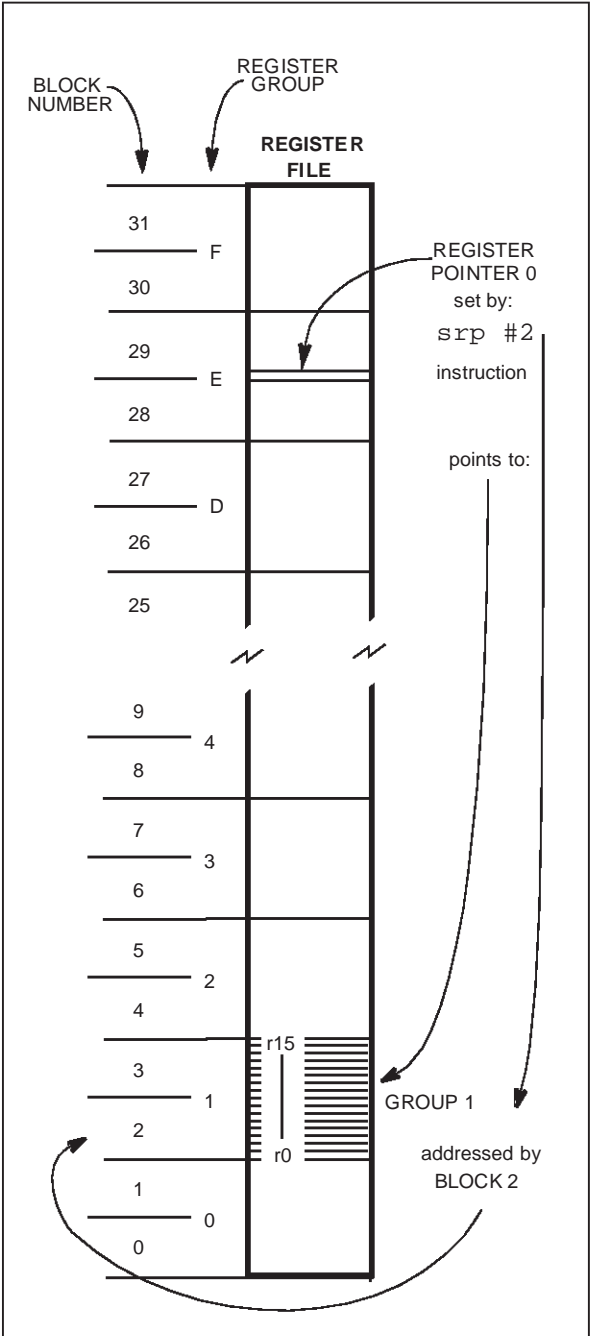 BLOCK
NUMBER
REGISTER
GROUP
REGISTER
FILE
31
F
30
REGISTER
POINTER 0
set by:
srp #2
instruction
29
E
28
points to:
27
D
26
25
9
4
8
7
3
6
5
2
4
r15
3
1
GROUP 1
2
r0
addressed by
BLOCK 2
1
0
0